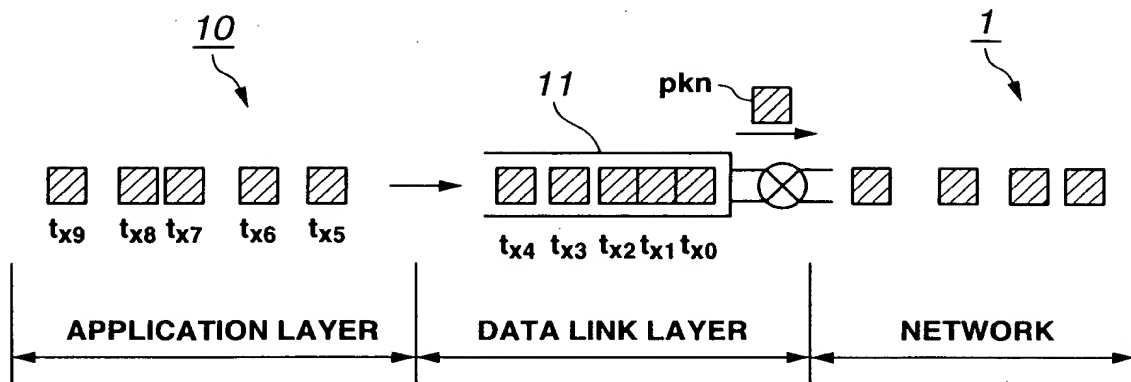 10
1
11
pkn
tx9 tx8 tx7 tx6 tx5 tx4 tx3 tx2 tx1 tx0
APPLICATION LAYER DATA LINK LAYER NETWORK